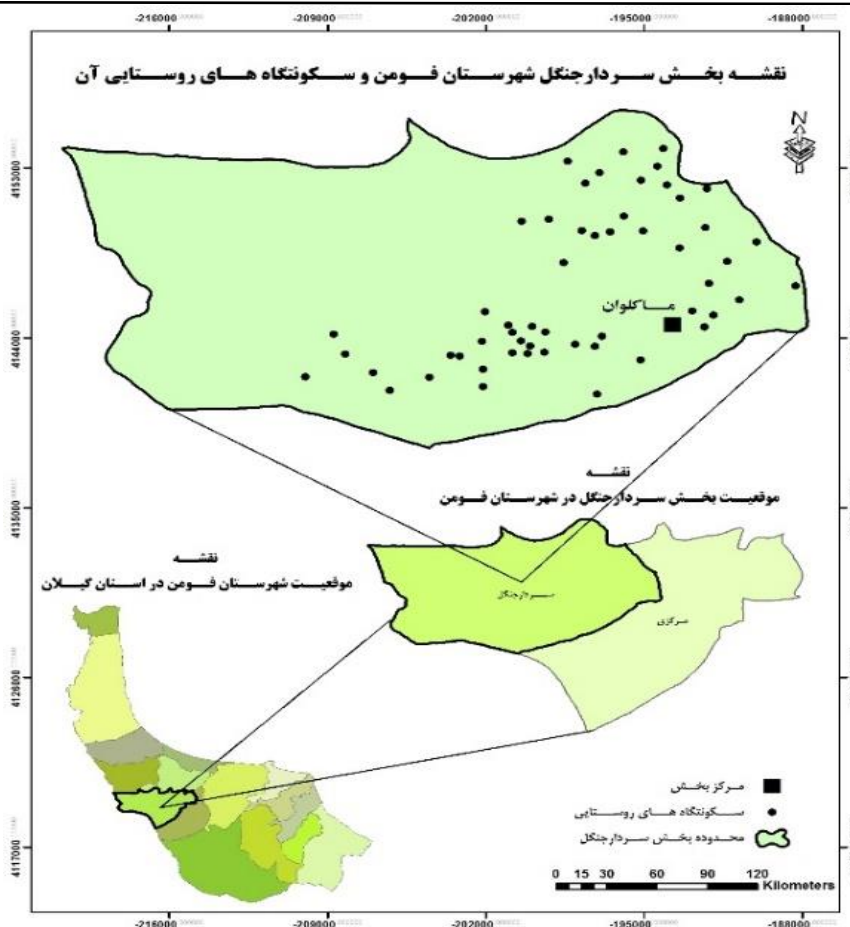 -216000 -209000 -202000 -195000 -188000
نقشه بخش سردارجنگل شهرستان فومن و سکونتگاه های روستایی آن
N
4153000
ماکلوان
4144000
نقشه
موقعیت بخش سردارجنگل در شهرستان فومن
4135000
نقشه
موقعیت شهرستان فومن در استان گیلان
سردارجنگل
مرکزی
4126000
مرکز بخش
سکونتگاه های روستایی
محدوده بخش سردارجنگل
4117000
0 15 30 60 90 120
Kilometers
-216000 -209000 -202000 -195000 -188000